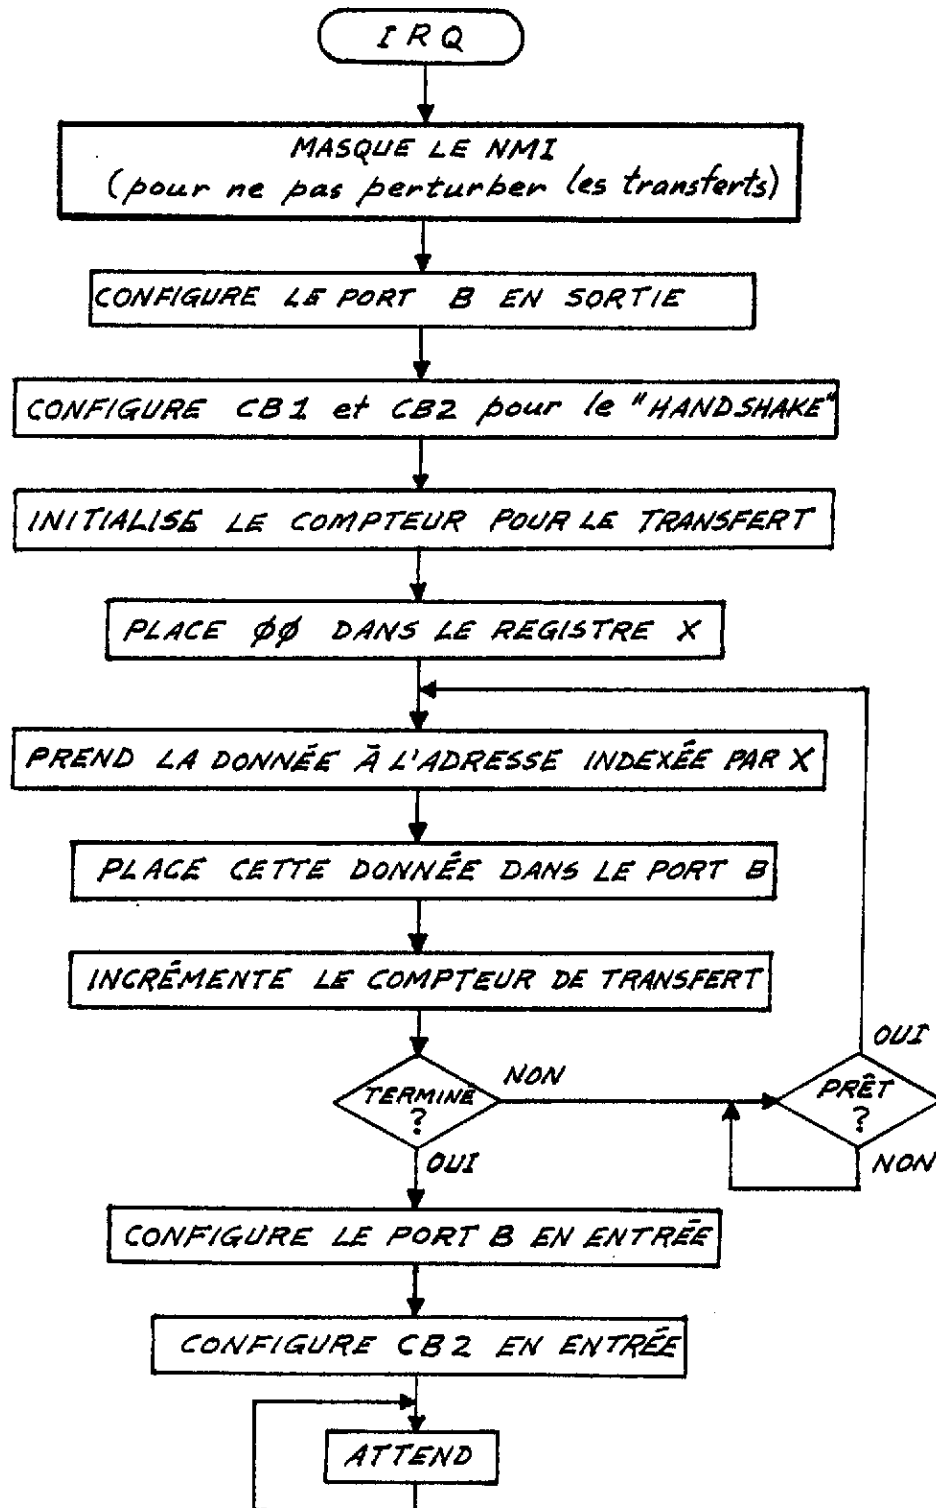 IRQ
MASQUE LE NMI
(pour ne pas perturber les transferts)
CONFIGURE LE PORT B EN SORTIE
CONFIGURE CB1 et CB2 pour le "HANDSHAKE"
INITIALISE LE COMPTEUR POUR LE TRANSFERT
PLACE ØØ DANS LE REGISTRE X
PREND LA DONNÉE À L'ADRESSE INDEXÉE PAR X
PLACE CETTE DONNÉE DANS LE PORT B
INCRÉMENTE LE COMPTEUR DE TRANSFERT
OUI
NON
TERMINÉ
?
PRÊT
?
OUI
NON
CONFIGURE LE PORT B EN ENTRÉE
CONFIGURE CB2 EN ENTRÉE
ATTEND